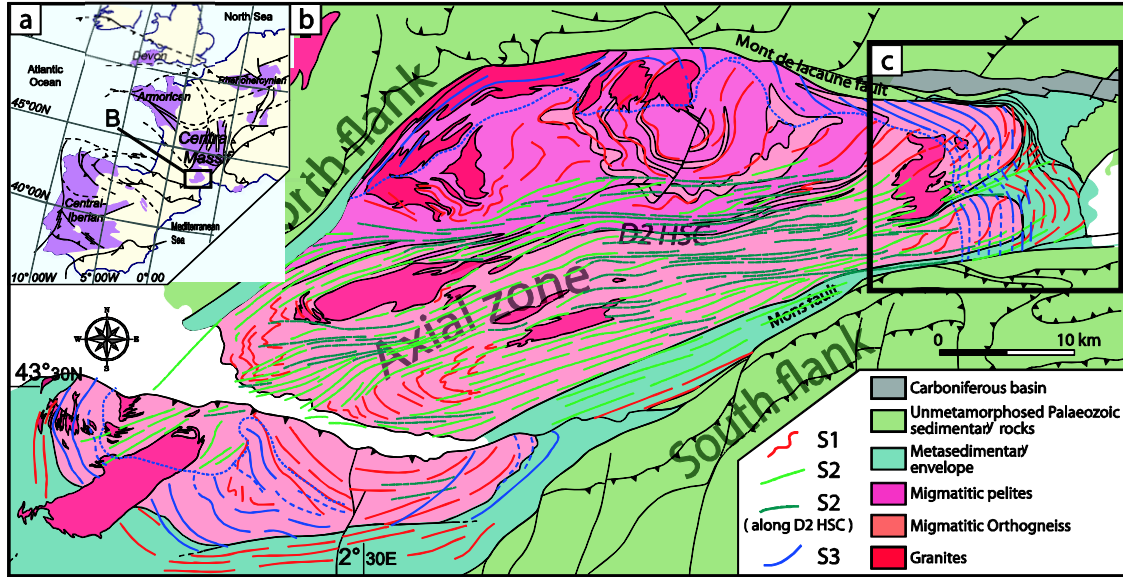 a
North Sea
Devon
Atlantic
Ocean
Rhenohercynian
45°00N
Armorican
B
Central
Massif
40°00N
Central-
Iberian
Mediterranean
Sea
10°00W
5°00W
0°00
b
Mont de lacaune fault
c
North flank
D2 HSC
Axial zone
Mons fault
South flank
N
W
E
S
43°30N
2°30E
0
10 km
S1
S2
S2
( along D2 HSC )
S3
Carboniferous basin
Unmetamorphosed Palaeozoic
sedimentary rocks
Metasedimentary
envelope
Migmatitic pelites
Migmatitic Orthogneiss
Granites